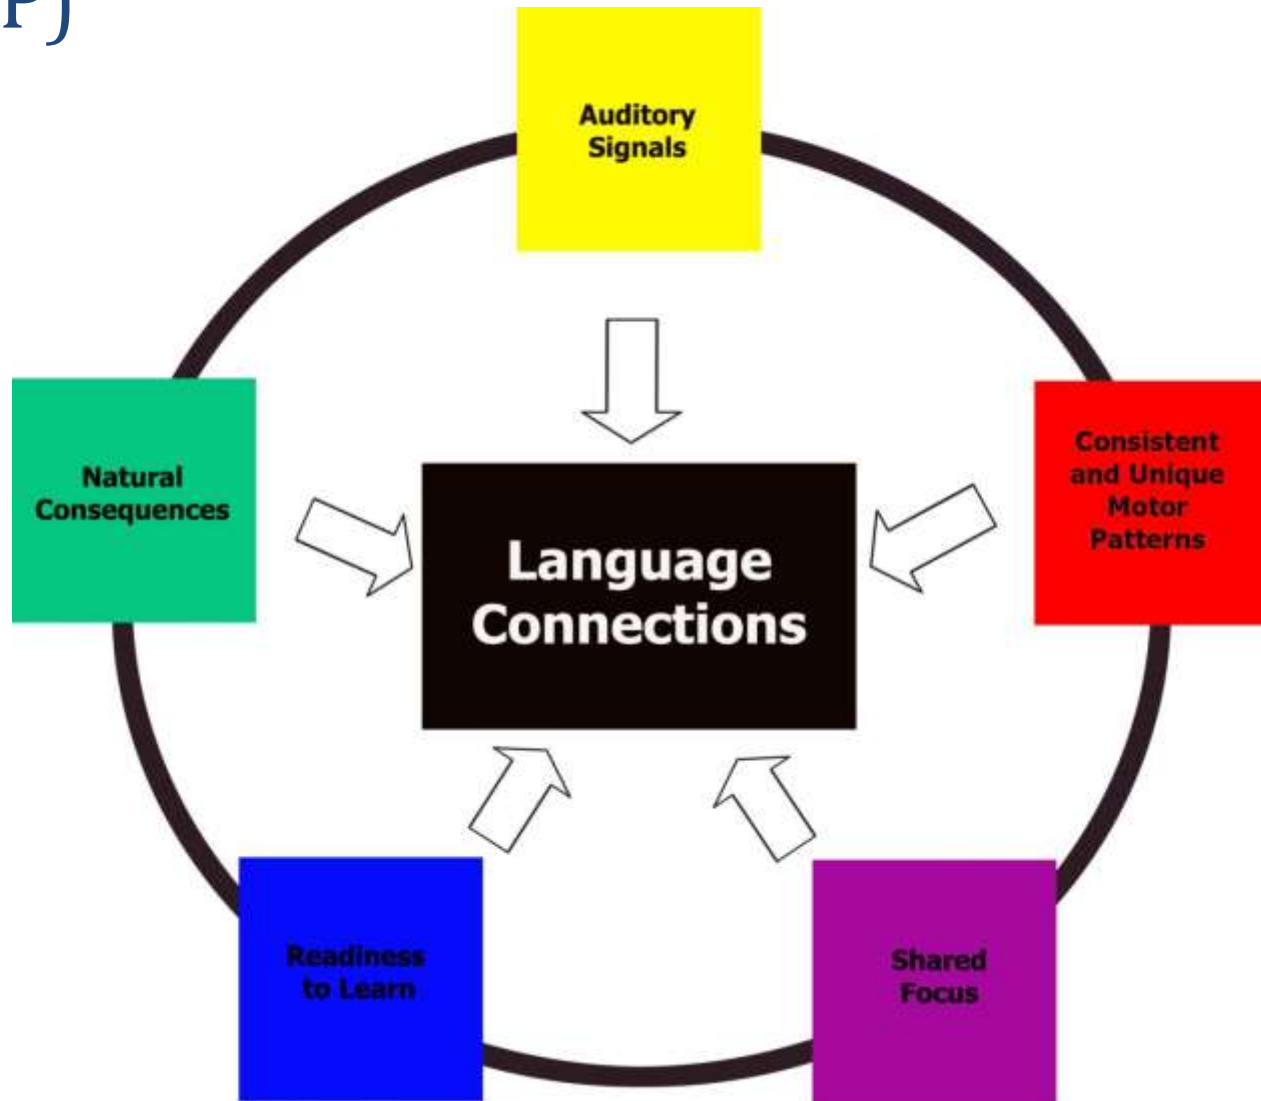 Auditory
Signals
Consistent
and Unique
Motor
Patterns
Natural
Consequences
Language
Connections
Readiness
to Learn
Shared
Focus